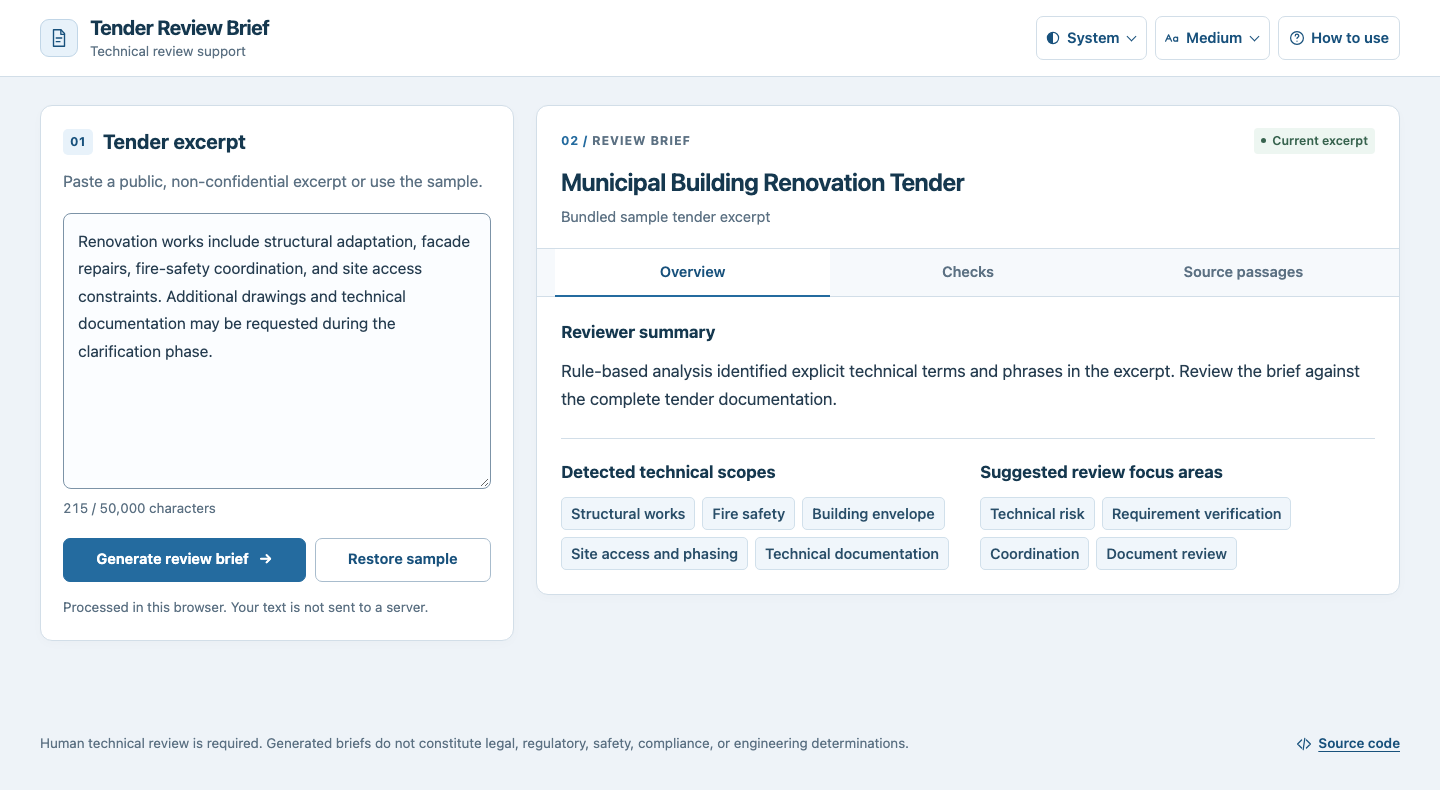 Tender Review Brief
Technical review support
System
Aa Medium
How to use
01 Tender excerpt
Paste a public, non-confidential excerpt or use the sample.
Renovation works include structural adaptation, facade
repairs, fire-safety coordination, and site access
constraints. Additional drawings and technical
documentation may be requested during the
clarification phase.
215 / 50,000 characters
Generate review brief →
Restore sample
Processed in this browser. Your text is not sent to a server.
02 / REVIEW BRIEF
Current excerpt
Municipal Building Renovation Tender
Bundled sample tender excerpt
Overview
Checks
Source passages
Reviewer summary
Rule-based analysis identified explicit technical terms and phrases in the excerpt. Review the brief against
the complete tender documentation.
Detected technical scopes
Structural works
Fire safety
Building envelope
Site access and phasing
Technical documentation
Suggested review focus areas
Technical risk
Requirement verification
Coordination
Document review
Human technical review is required. Generated briefs do not constitute legal, regulatory, safety, compliance, or engineering determinations.
Source code